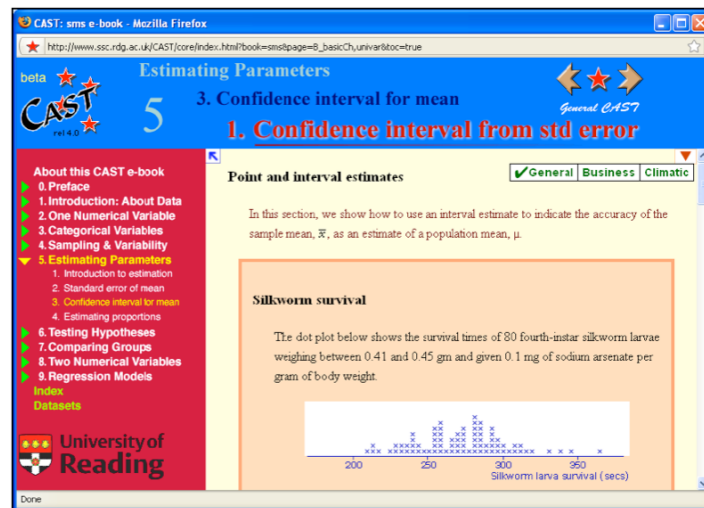 CAST: sms e-book - Mozilla Firefox
http://www.ssc.rdg.ac.uk/CAST/core/index.html?book=sms&page=B_basicCh,univar&toc=true
beta
CAST
rel 4.0
5
Estimating Parameters
3. Confidence interval for mean
1. Confidence interval from std error
General CAST
About this CAST e-book
0. Preface
1. Introduction: About Data
2. One Numerical Variable
3. Categorical Variables
4. Sampling & Variability
5. Estimating Parameters
1. Introduction to estimation
2. Standard error of mean
3. Confidence interval for mean
4. Estimating proportions
6. Testing Hypotheses
7. Comparing Groups
8. Two Numerical Variables
9. Regression Models
Index
Datasets
University of
Reading
Point and interval estimates
General Business Climatic
In this section, we show how to use an interval estimate to indicate the accuracy of the
sample mean, x̅, as an estimate of a population mean, μ.
Silkworm survival
The dot plot below shows the survival times of 80 fourth-instar silkworm larvae
weighing between 0.41 and 0.45 gm and given 0.1 mg of sodium arsenate per
gram of body weight.
200 250 300 350
Silkworm larva survival (secs)
Done